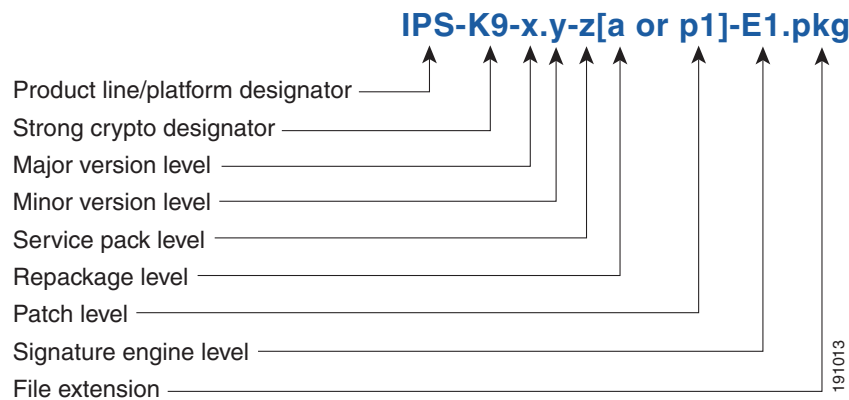 IPS-K9-x.y-z[a or p1]-E1.pkg
Product line/platform designator
Strong crypto designator
Major version level
Minor version level
Service pack level
Repackage level
Patch level
Signature engine level
File extension
191013